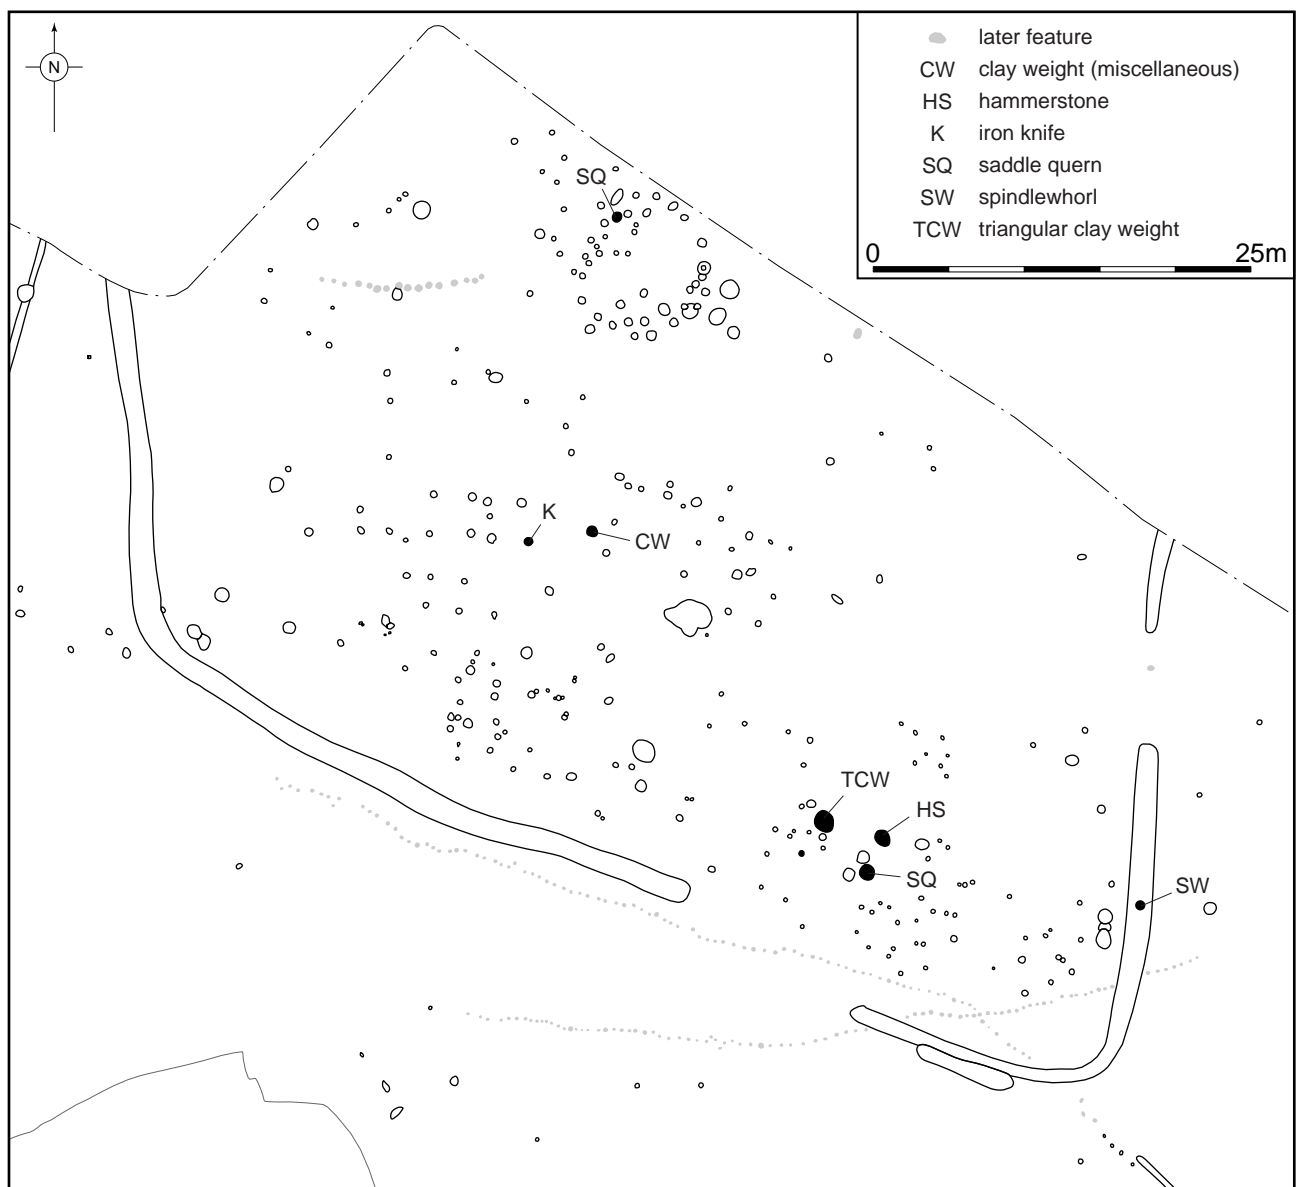 N
later feature
CW clay weight (miscellaneous)
HS hammerstone
K iron knife
SQ saddle quern
SW spindlewhorl
TCW triangular clay weight
0 25m
SQ
K
CW
TCW
HS
SQ
SW